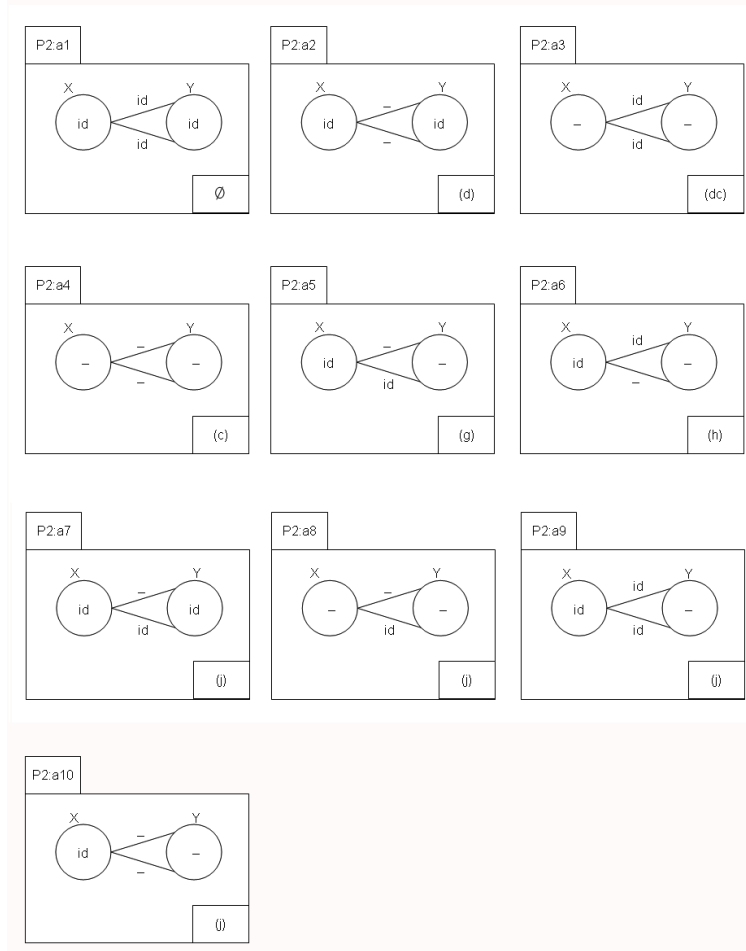 P2:a1
P2:a2
P2:a3
X
id
Y
X
–
Y
X
id
Y
id
id
id
–
id
–
id
–
id
Ø
(d)
(dc)
P2:a4
P2:a5
P2:a6
X
–
Y
X
–
Y
X
id
Y
–
–
id
–
id
–
–
id
–
(c)
(g)
(h)
P2:a7
P2:a8
P2:a9
X
–
Y
X
–
Y
X
id
Y
id
id
–
–
id
–
id
id
id
(j)
(j)
(j)
P2:a10
X
–
Y
id
–
–
(j)